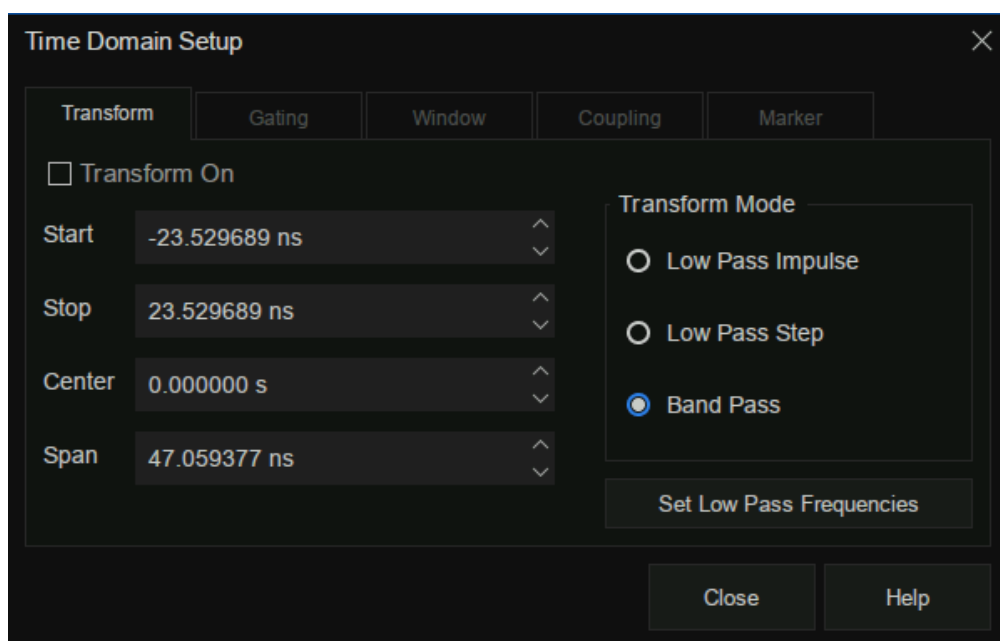 Time Domain Setup
Transform Gating Window Coupling Marker
Transform On
Start -23.529689 ns
Stop 23.529689 ns
Center 0.000000 s
Span 47.059377 ns
Transform Mode
Low Pass Impulse
Low Pass Step
Band Pass
Set Low Pass Frequencies
Close Help